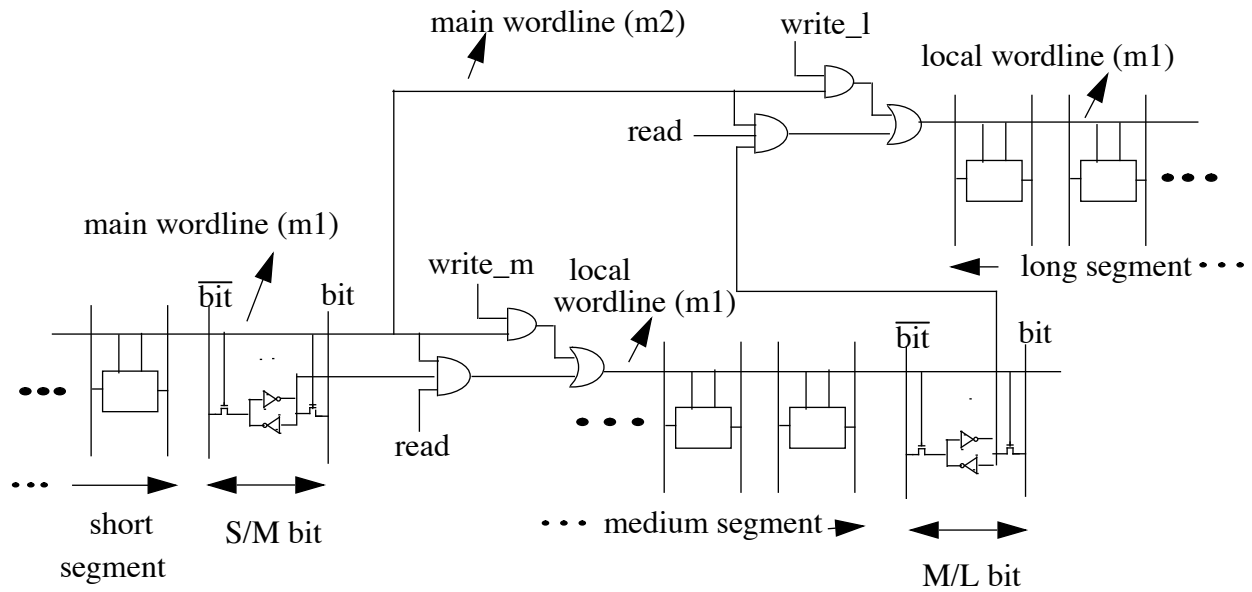 main wordline (m2)
write_l
local wordline (m1)
read
main wordline (m1)
write_m
local
wordline (m1)
long segment
bit
bit
bit
bit
read
short
segment
S/M bit
medium segment
M/L bit